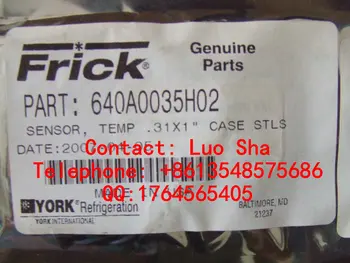 Frick®
Genuine
Parts
PART: 640A0035H02
SENSOR, TEMP .31X1" CASE STLS
Contact: Luo Sha
DATE:200
Telephone: +8613548575686
QQ:1764565405
YORK®
Refrigeration
YORK INTERNATIONAL
BALTIMORE, MD
21237